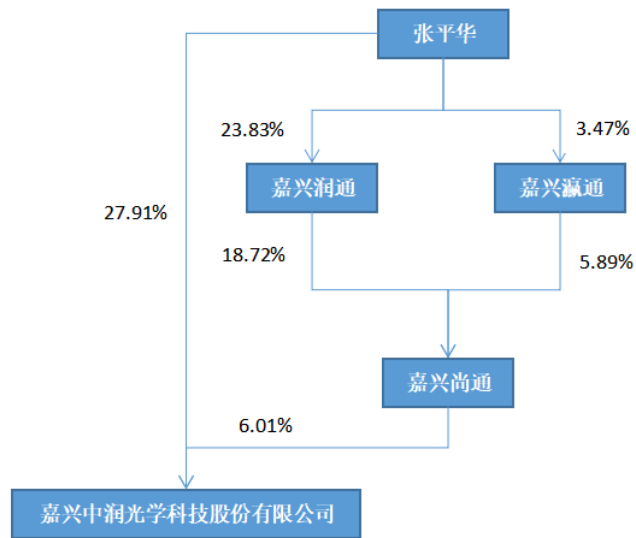 张平华
23.83%
3.47%
嘉兴润通
嘉兴瀛通
27.91%
18.72%
5.89%
嘉兴尚通
6.01%
嘉兴中润光学科技股份有限公司